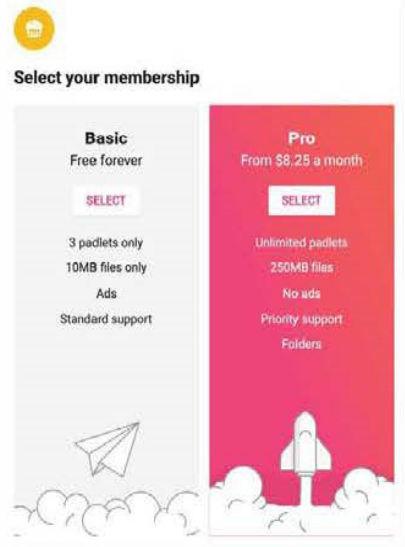 Select your membership
Basic
Free forever
SELECT
3 padlets only
10MB files only
Ads
Standard support
Pro
From $8.25 a month
SELECT
Unlimited padlets
250MB files
No ads
Priority support
Folders